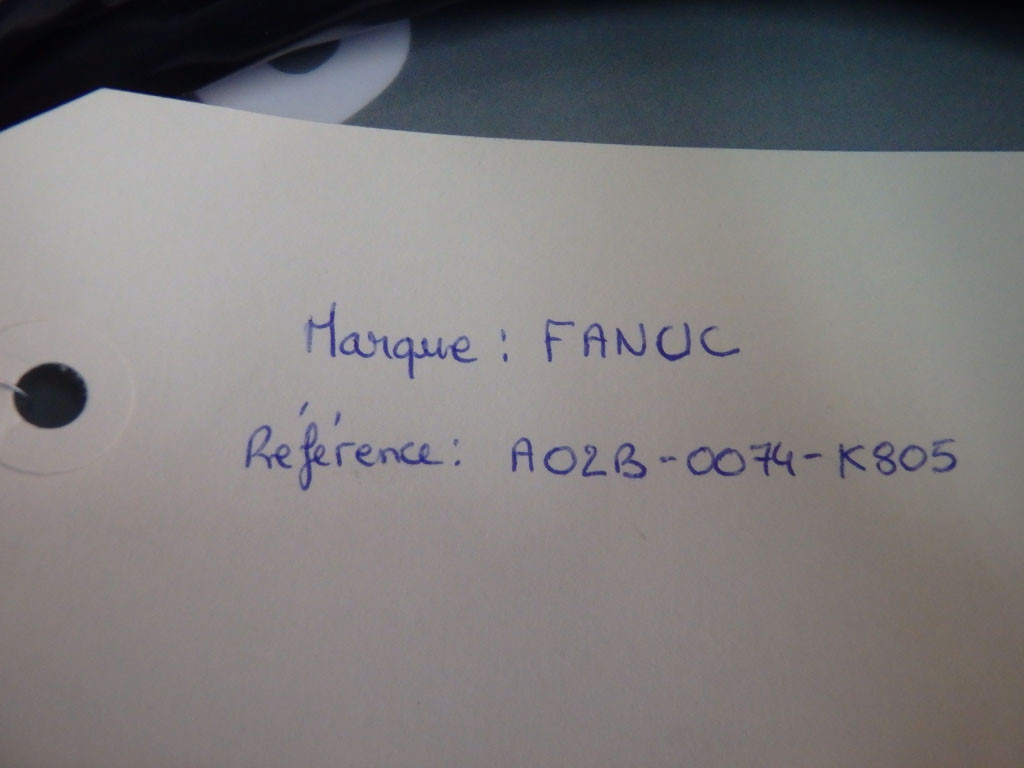 Marque : FANUC
Référence : A02B-0074-K805